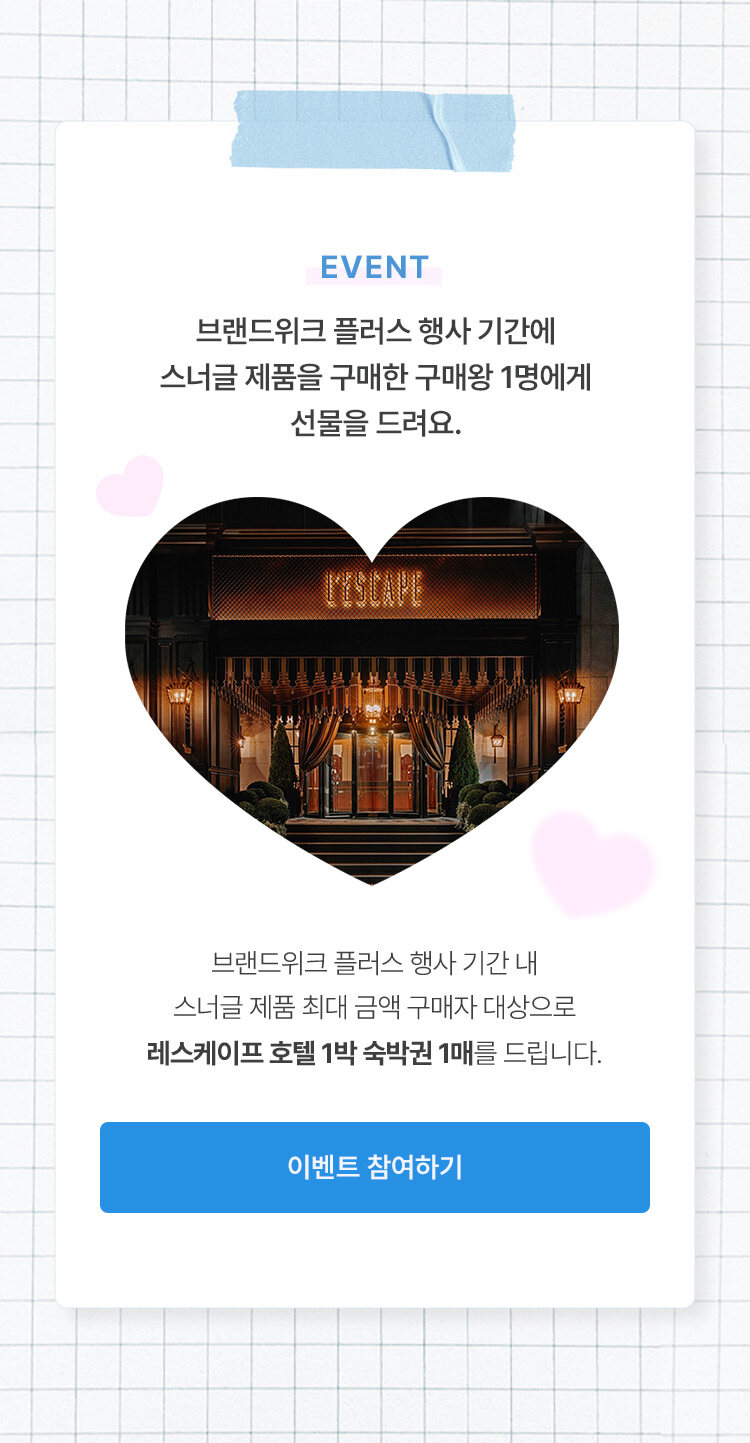 EVENT
브랜드위크 플러스 행사 기간에
스너글 제품을 구매한 구매왕 1명에게
선물을 드려요.
L'ESCAPE
브랜드위크 플러스 행사 기간 내
스너글 제품 최대 금액 구매자 대상으로
레스케이프 호텔 1박 숙박권 1매를 드립니다.
이벤트 참여하기